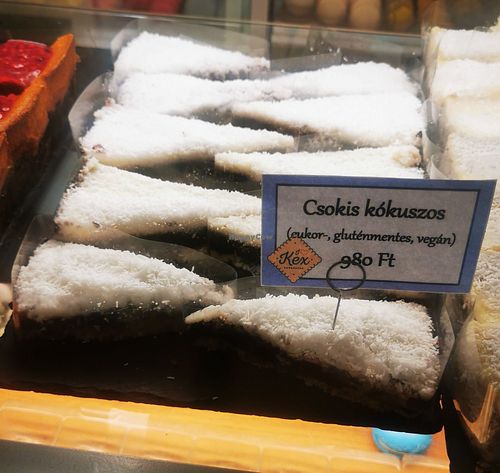 Csokis kókuszos
(cukor-, gluténmentes, vegán)
980 Ft
Kex